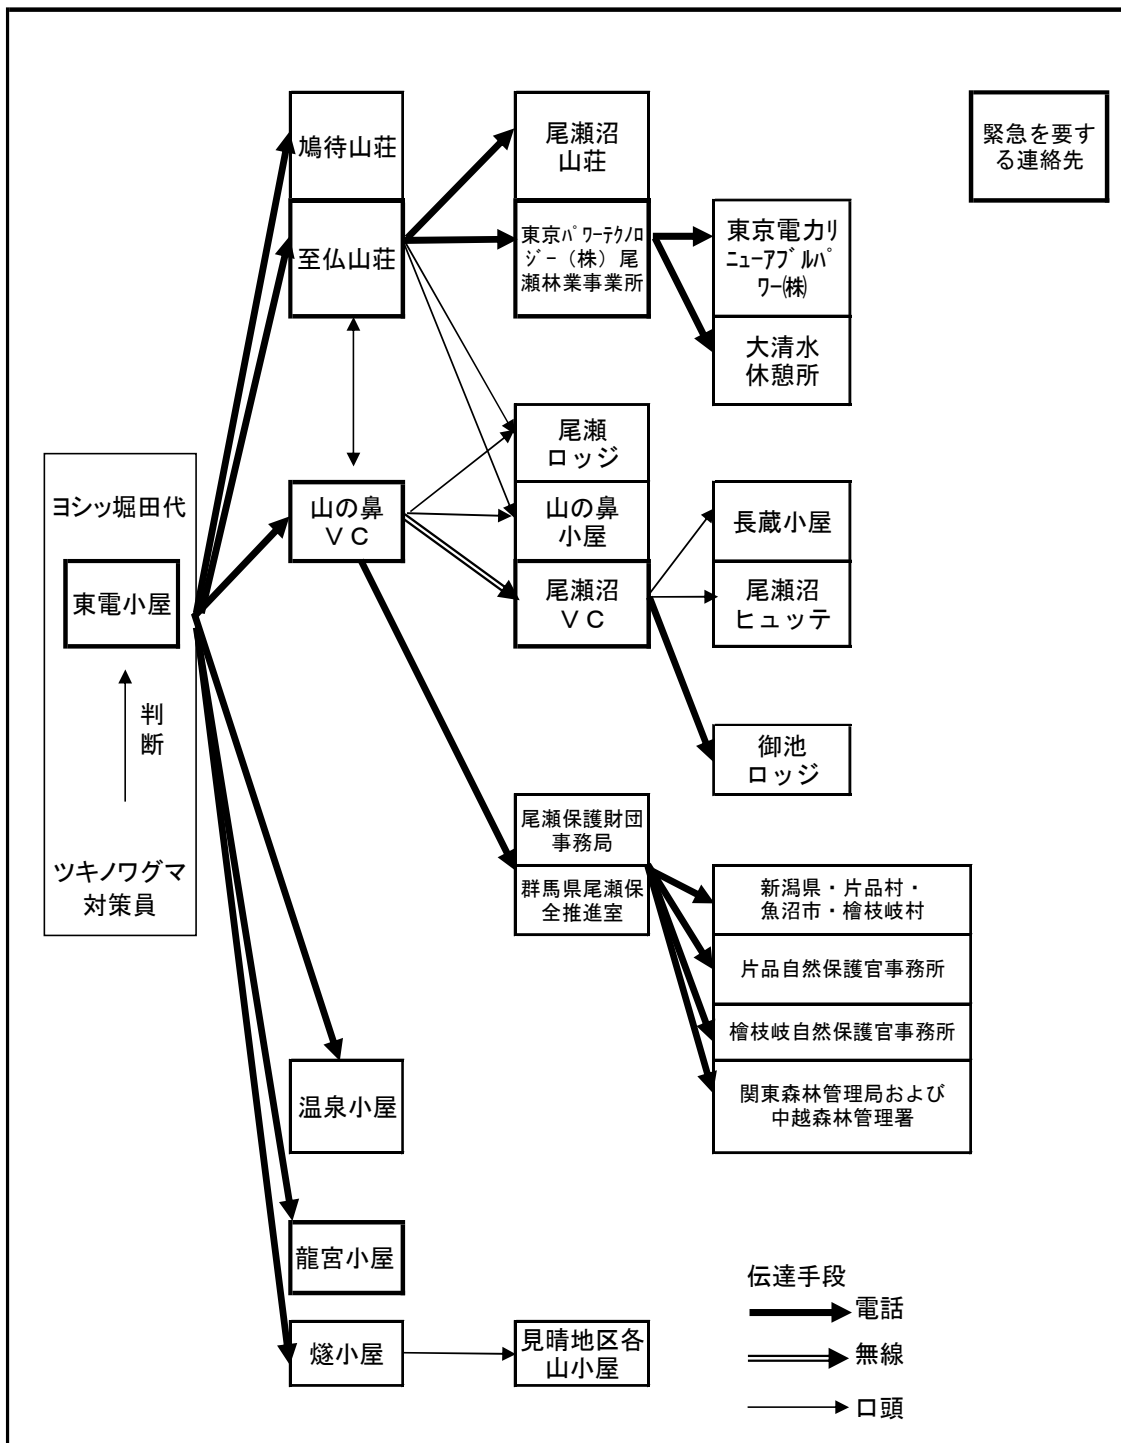 鳩待山荘
至仏山荘
尾瀬沼
山荘
東京ﾊﾟﾜｰﾃｸﾉﾛ
ｼﾞｰ（株）尾
瀬林業事業所
東京電力リ
ﾆｭｰｱﾌﾞﾙﾊﾟ
ﾜｰ㈱
大清水
休憩所
緊急を要す
る連絡先
尾瀬
ロッジ
山の鼻
小屋
尾瀬沼
ＶＣ
山の鼻
ＶＣ
長蔵小屋
尾瀬沼
ヒュッテ
御池
ロッジ
ヨシッ堀田代
東電小屋
判
断
ツキノワグマ
対策員
尾瀬保護財団
事務局
群馬県尾瀬保
全推進室
新潟県・片品村・
魚沼市・檜枝岐村
片品自然保護官事務所
檜枝岐自然保護官事務所
関東森林管理局および
中越森林管理署
温泉小屋
龍宮小屋
燧小屋
見晴地区各
山小屋
伝達手段
電話
無線
口頭